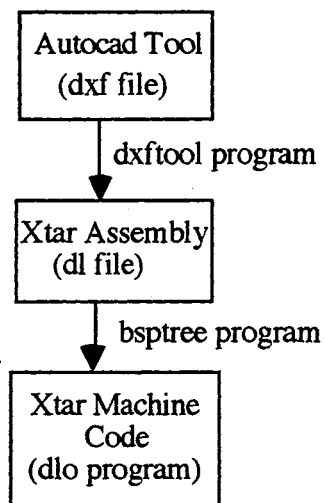 Autocad Tool
(dxf file)
dxftool program
Xtar Assembly
(dl file)
bsptree program
Xtar Machine
Code
(dlo program)